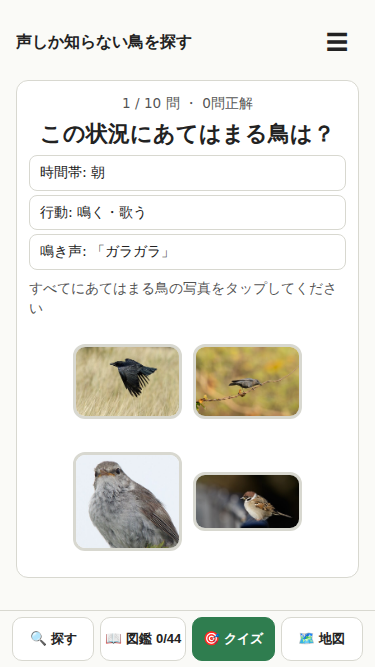 声しか知らない鳥を探す
1 / 10 問 ・ 0問正解
この状況にあてはまる鳥は？
時間帯: 朝
行動: 鳴く・歌う
鳴き声: 「ガラガラ」
すべてにあてはまる鳥の写真をタップしてくださ
い
🔍 探す
📖 図鑑 0/44
🎯 クイズ
🗺️ 地図